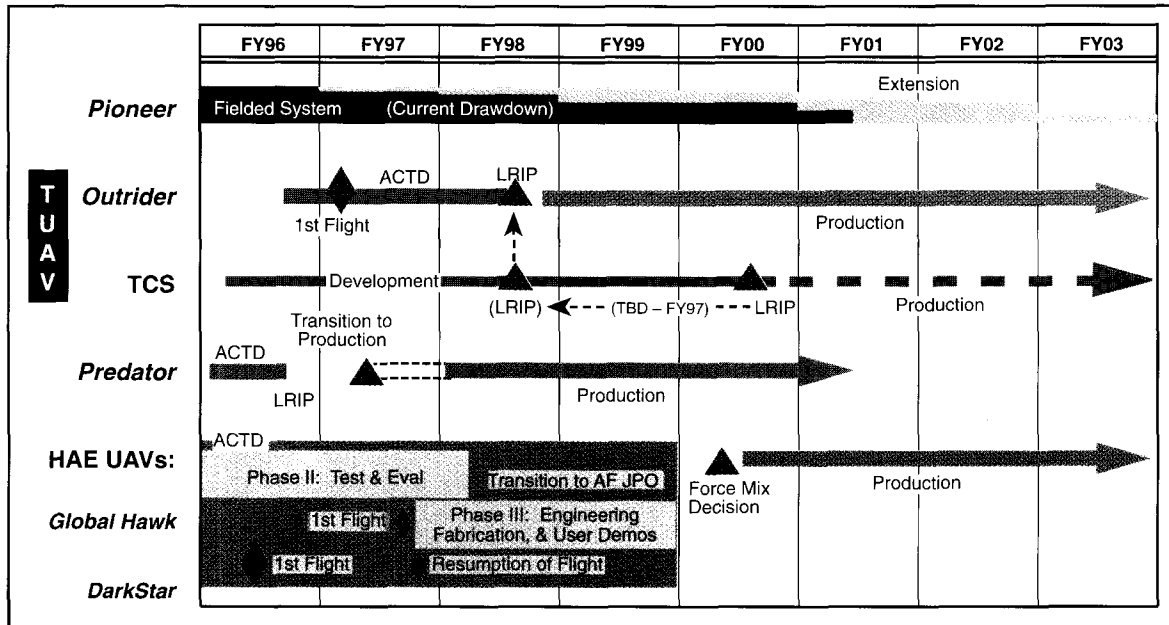 FY96 FY97 FY98 FY99 FY00 FY01 FY02 FY03
Extension
Pioneer Fielded System (Current Drawdown)
TUAV
ACTD LRIP
Outrider
1st Flight Production
TCS Development
(LRIP) (TBD – FY97) LRIP Production
Transition to
Production
ACTD
Predator
LRIP Production
ACTD
HAE UAVs:
Phase II: Test & Eval Transition to AF JPO
Force Mix
Decision
Production
Global Hawk 1st Flight Phase III: Engineering
Fabrication, & User Demos
1st Flight Resumption of Flight
DarkStar